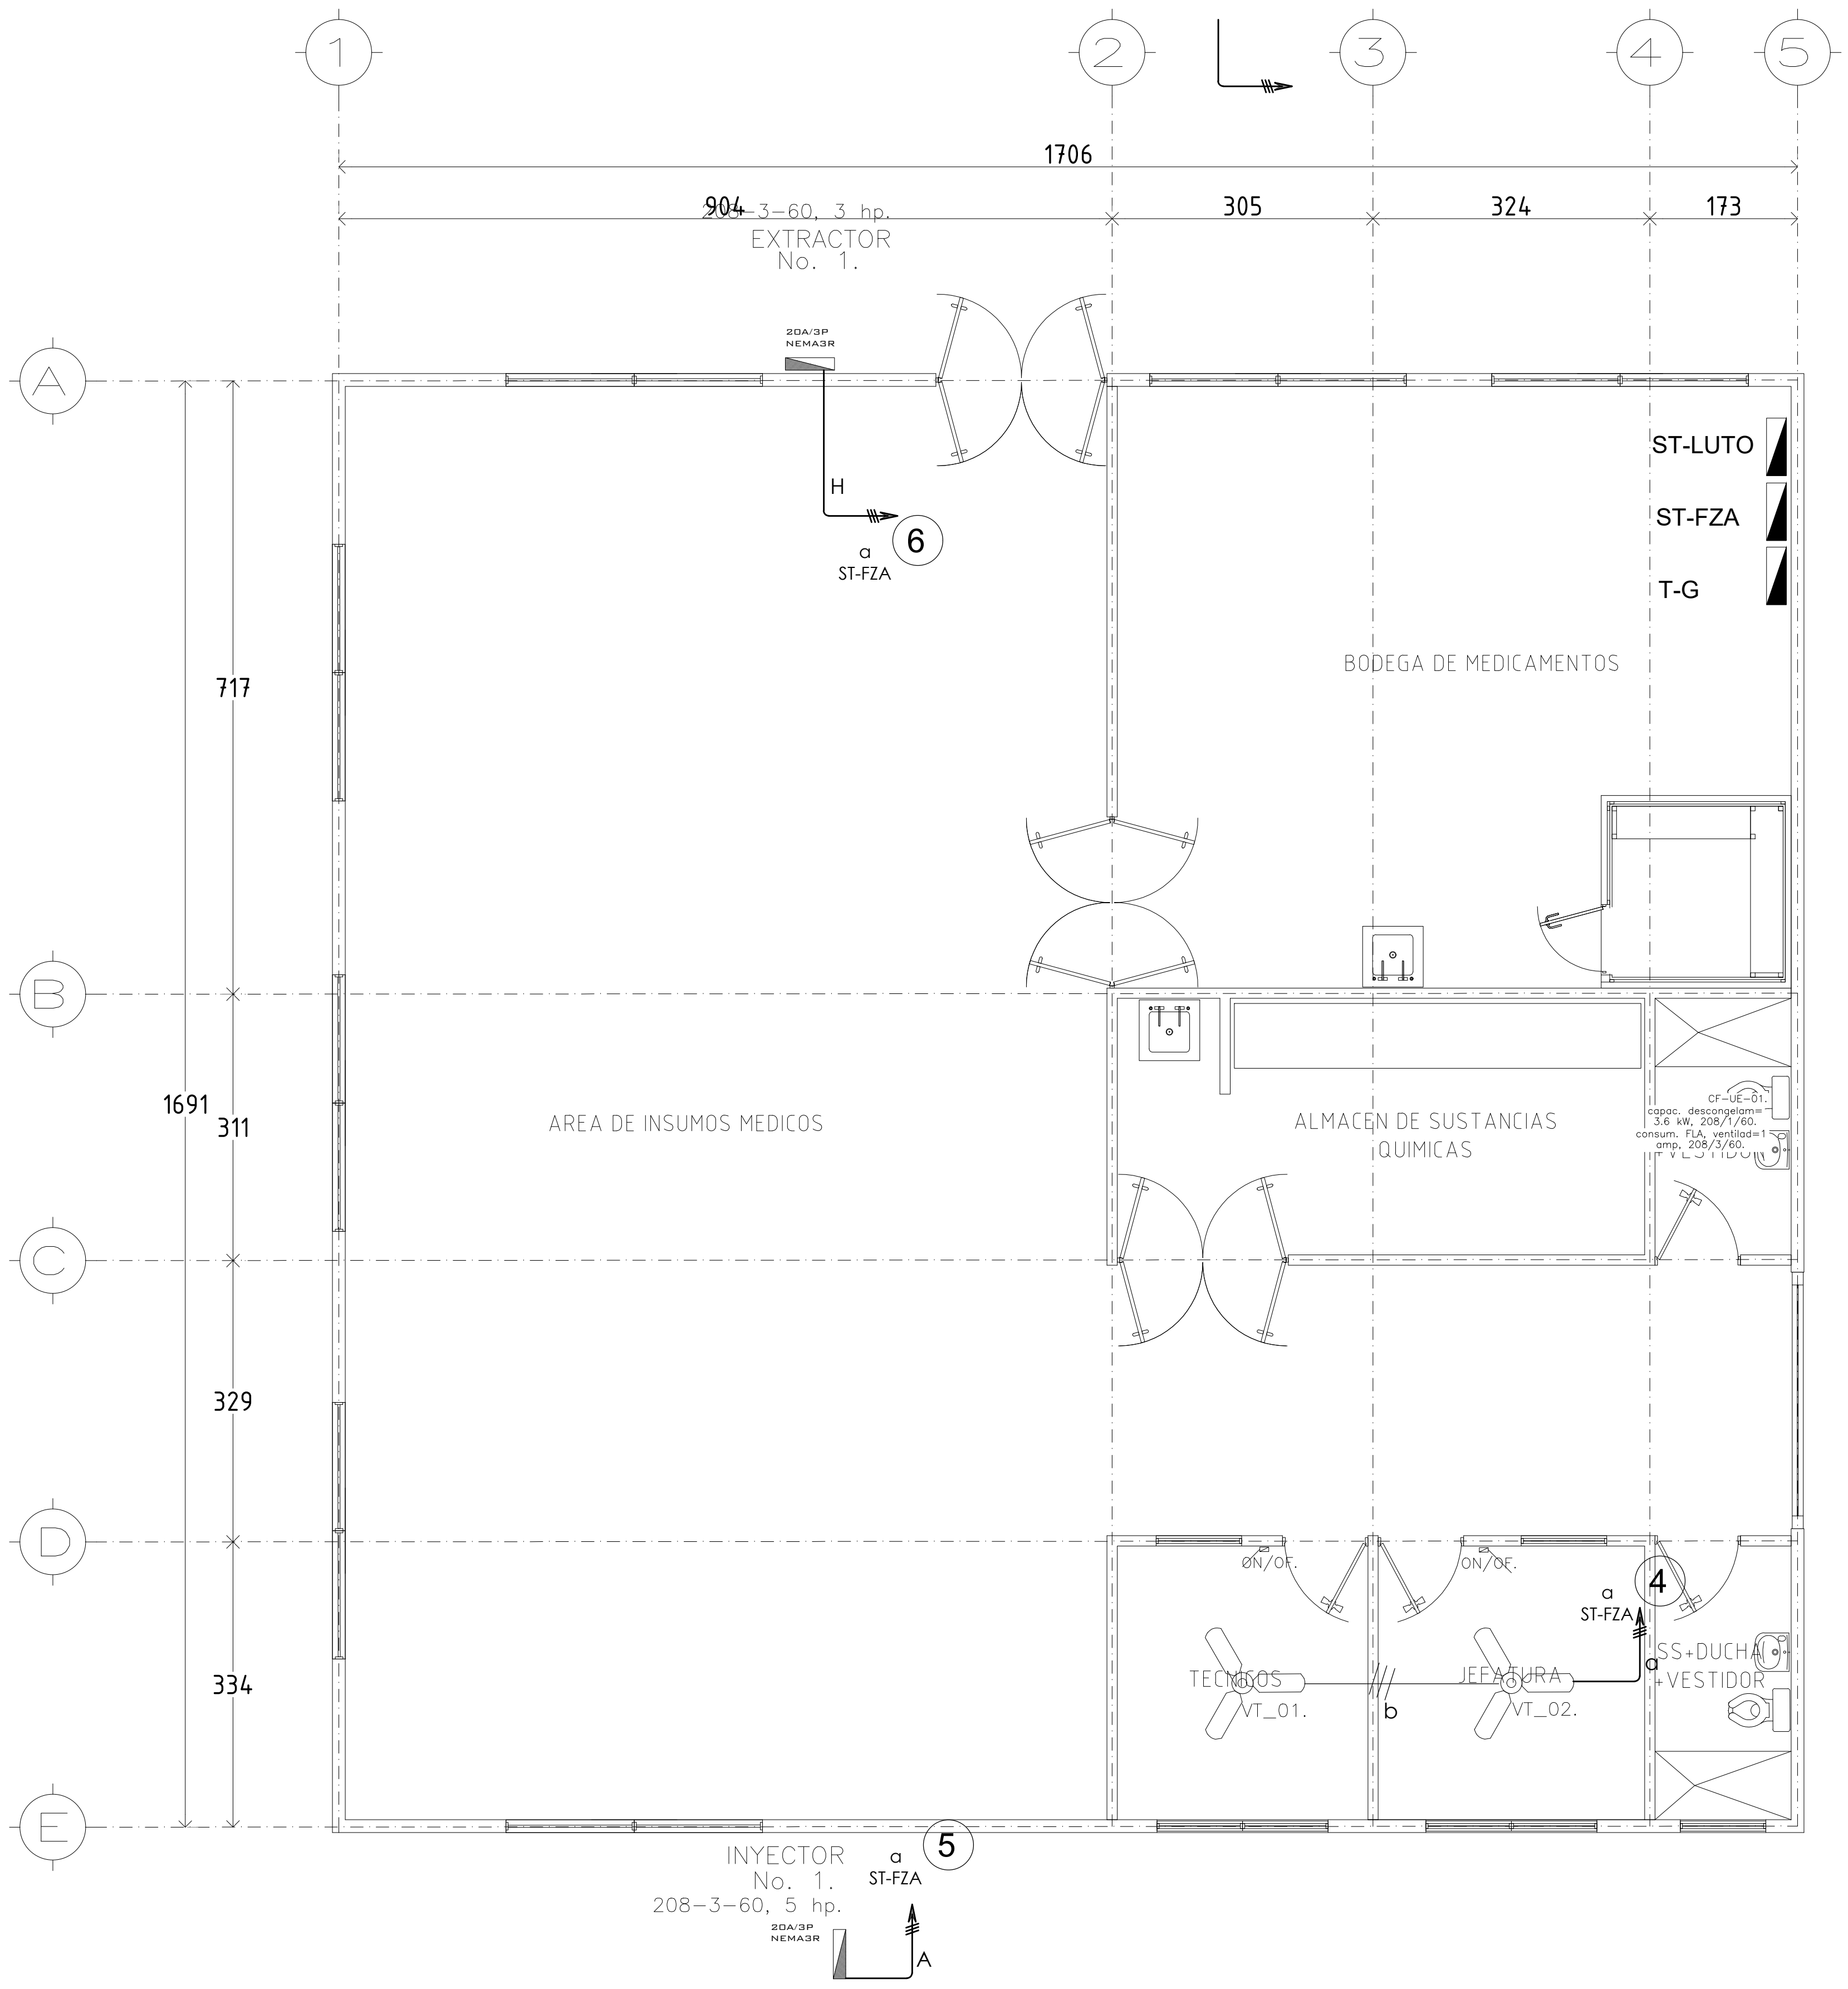 1 2 3 4 5
1706
904 305 324 173
208-3-60, 3 hp.
EXTRACTOR
No. 1.
20A/3P
NEMA3R
A
ST-LUTO
H
ST-FZA
6
a
ST-FZA
T-G
BODEGA DE MEDICAMENTOS
717
B
CF-UE-01.
capac. descongelam=
3.6 kW, 208/1/60.
consum. FLA, ventilad=1
amp, 208/3/60.
+VESTIDOR
1691
311
AREA DE INSUMOS MEDICOS
ALMACEN DE SUSTANCIAS
QUIMICAS
C
329
D
ON/OF.
ON/OF.
4
a
ST-FZA
SS+DUCHA
+VESTIDOR
a
TECNICOS
JEFATURA
334
VT_01.
b
VT_02.
E
5
INYECTOR
No. 1.
208-3-60, 5 hp.
a
ST-FZA
20A/3P
NEMA3R
A